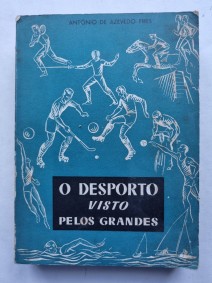 ANTÓNIO DE AZEVEDO PIRES
O DESPORTO
VISTO
PELOS GRANDES